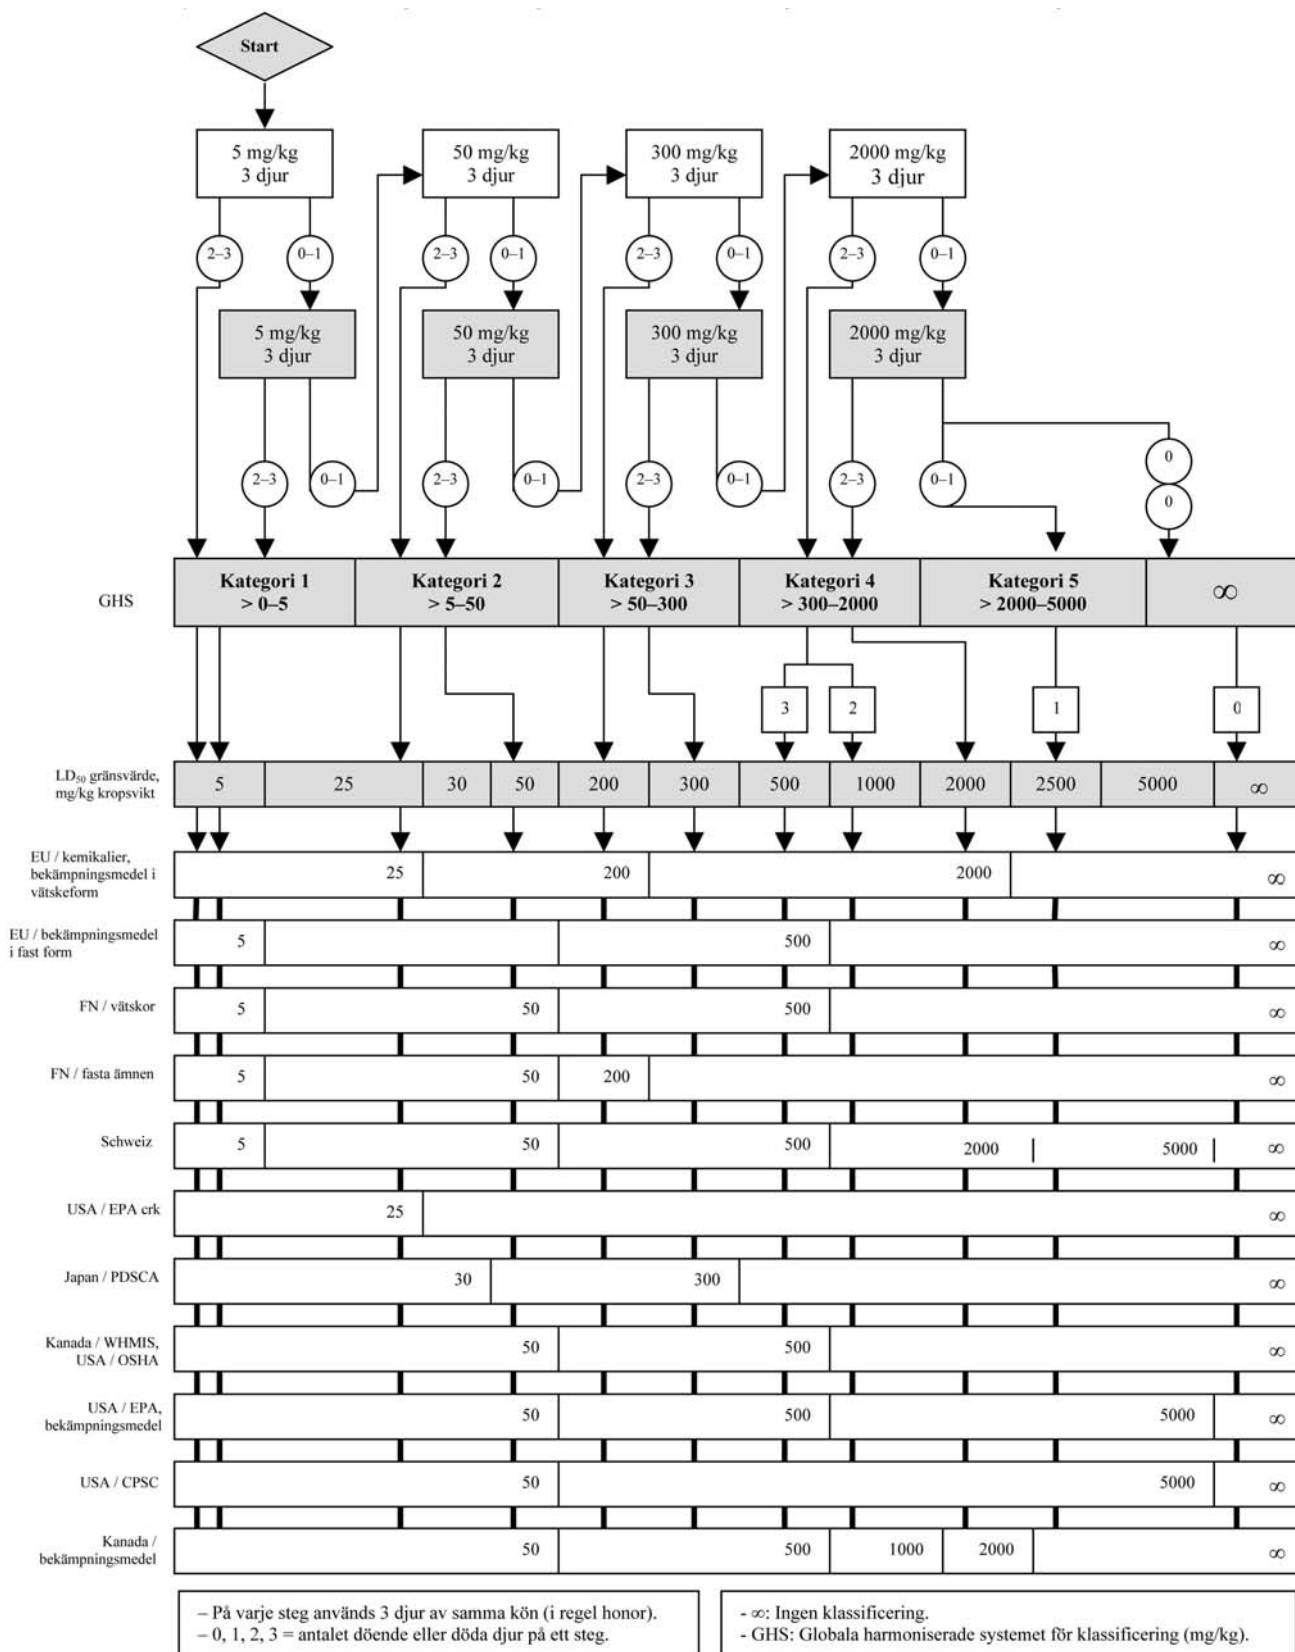 Start
5 mg/kg
3 djur
50 mg/kg
3 djur
300 mg/kg
3 djur
2000 mg/kg
3 djur
2–3
0–1
2–3
0–1
2–3
0–1
2–3
0–1
5 mg/kg
3 djur
50 mg/kg
3 djur
300 mg/kg
3 djur
2000 mg/kg
3 djur
2–3
0–1
2–3
0–1
2–3
0–1
2–3
0–1
0
0
GHS
Kategori 1
> 0–5
Kategori 2
> 5–50
Kategori 3
> 50–300
Kategori 4
> 300–2000
Kategori 5
> 2000–5000
∞
3
2
1
0
LD₅₀ gränsvärde,
mg/kg kropsvikt
5 25 30 50 200 300 500 1000 2000 2500 5000 ∞
EU / kemikalier,
bekämpningsmedel i
vätskeform
25 200 2000 ∞
EU / bekämpningsmedel
i fast form
5 500 ∞
FN / vätskor
5 50 500 ∞
FN / fasta ämnen
5 50 200 ∞
Schweiz
5 50 500 2000 5000 ∞
USA / EPA crk
25 ∞
Japan / PDSCA
30 300 ∞
Kanada / WHMIS,
USA / OSHA
50 500 ∞
USA / EPA,
bekämpningsmedel
50 500 5000 ∞
USA / CPSC
50 5000 ∞
Kanada /
bekämpningsmedel
50 500 1000 2000 ∞
– På varje steg används 3 djur av samma kön (i regel honor).
– 0, 1, 2, 3 = antalet döende eller döda djur på ett steg.
- ∞: Ingen klassificering.
- GHS: Globala harmoniserade systemet för klassificering (mg/kg).